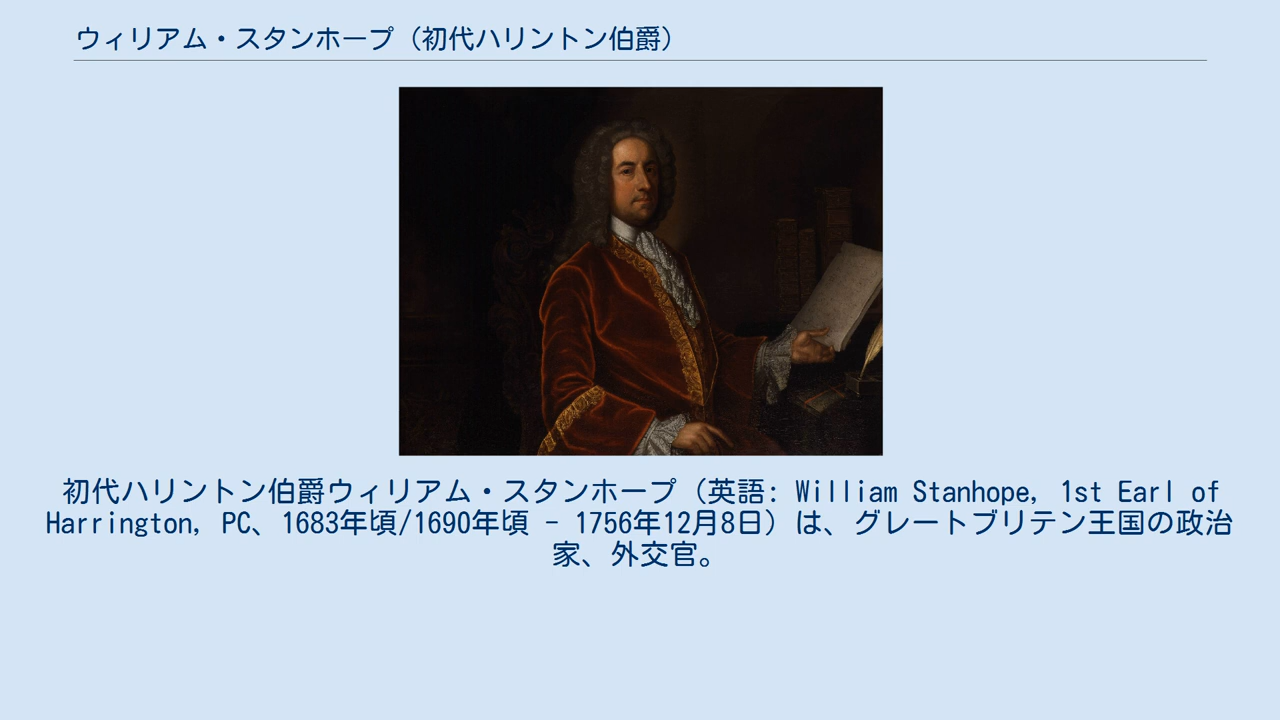 ウィリアム・スタンホープ（初代ハリントン伯爵）
初代ハリントン伯爵ウィリアム・スタンホープ（英語: William Stanhope, 1st Earl of
Harrington, PC、1683年頃/1690年頃 – 1756年12月8日）は、グレートブリテン王国の政治
家、外交官。